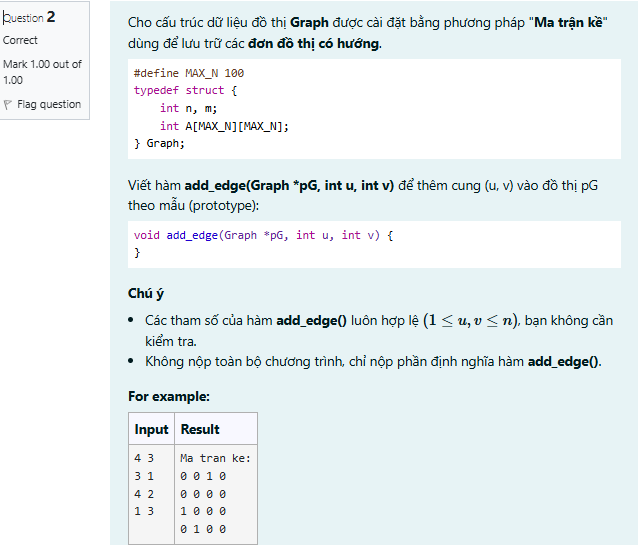 Question 2
Correct
Mark 1.00 out of
1.00
Flag question
Cho cấu trúc dữ liệu đồ thị Graph được cài đặt bằng phương pháp "Ma trận kề"
dùng để lưu trữ các đơn đồ thị có hướng.
#define MAX_N 100
typedef struct {
    int n, m;
    int A[MAX_N][MAX_N];
} Graph;
Viết hàm add_edge(Graph *pG, int u, int v) để thêm cung (u, v) vào đồ thị pG
theo mẫu (prototype):
void add_edge(Graph *pG, int u, int v) {
}
Chú ý
• Các tham số của hàm add_edge() luôn hợp lệ (1 ≤ u, v ≤ n), bạn không cần
kiểm tra.
• Không nộp toàn bộ chương trình, chỉ nộp phần định nghĩa hàm add_edge().
For example:
Input Result
4 3 Ma tran ke:
3 1 0 0 1 0
4 2 0 0 0 0
1 3 1 0 0 0
0 1 0 0